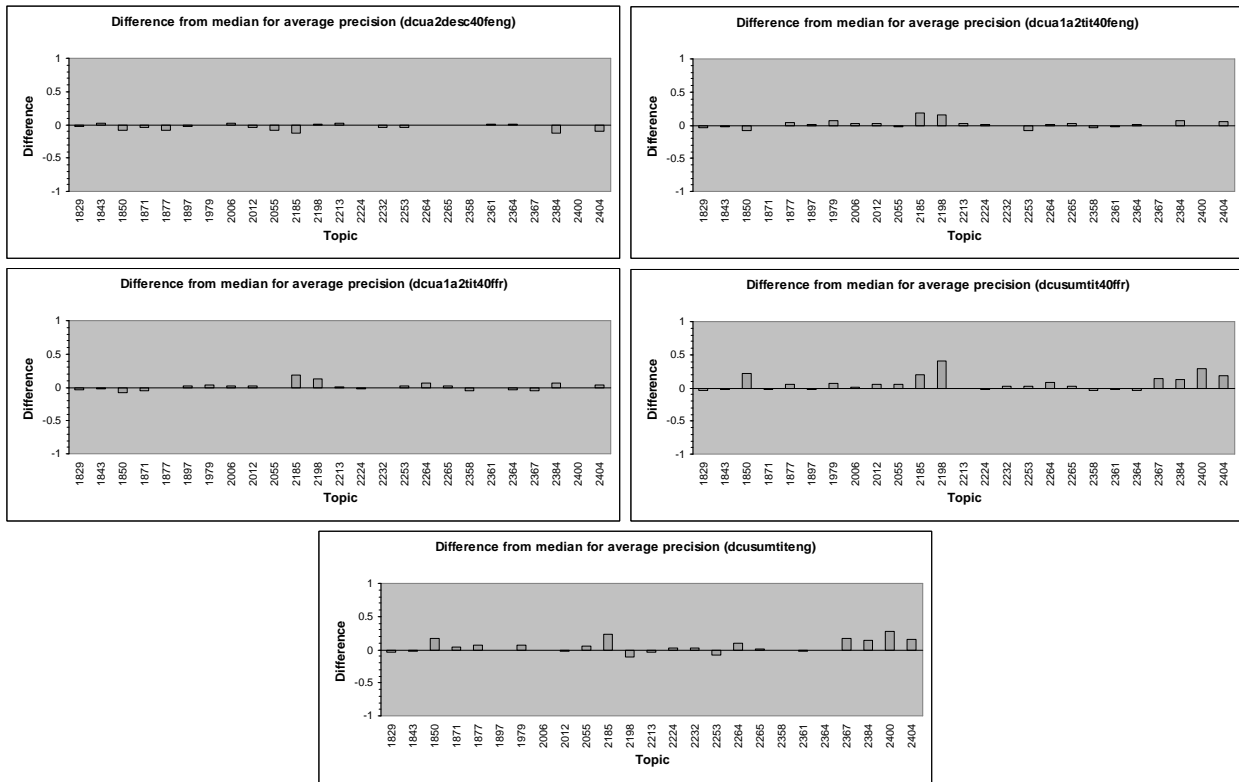 Difference from median for average precision (dcua2desc40feng)
1
0.5
0
-0.5
-1
Difference
1829 1843 1850 1871 1877 1897 1979 2006 2012 2055 2185 2198 2213 2224 2232 2253 2264 2265 2358 2361 2364 2367 2384 2400 2404
Topic
Difference from median for average precision (dcua1a2tit40feng)
1
0.5
0
-0.5
-1
Difference
1829 1843 1850 1871 1877 1897 1979 2006 2012 2055 2185 2198 2213 2224 2232 2253 2264 2265 2358 2361 2364 2367 2384 2400 2404
Topic
Difference from median for average precision (dcua1a2tit40ffr)
1
0.5
0
-0.5
-1
Difference
1829 1843 1850 1871 1877 1897 1979 2006 2012 2055 2185 2198 2213 2224 2232 2253 2264 2265 2358 2361 2364 2367 2384 2400 2404
Topic
Difference from median for average precision (dcusumtit40ffr)
1
0.5
0
-0.5
-1
Difference
1829 1843 1850 1871 1877 1897 1979 2006 2012 2055 2185 2198 2213 2224 2232 2253 2264 2265 2358 2361 2364 2367 2384 2400 2404
Topic
Difference from median for average precision (dcusumtiteng)
1
0.5
0
-0.5
-1
Difference
1829 1843 1850 1871 1877 1897 1979 2006 2012 2055 2185 2198 2213 2224 2232 2253 2264 2265 2358 2361 2364 2367 2384 2400 2404
Topic